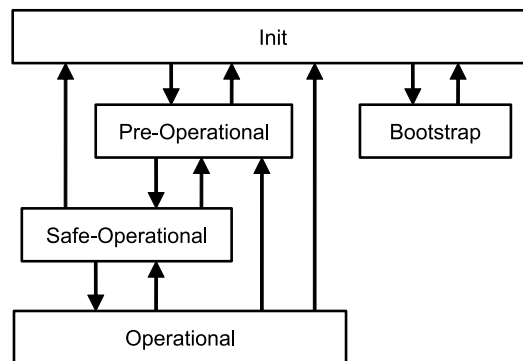 Init
Pre-Operational
Bootstrap
Safe-Operational
Operational